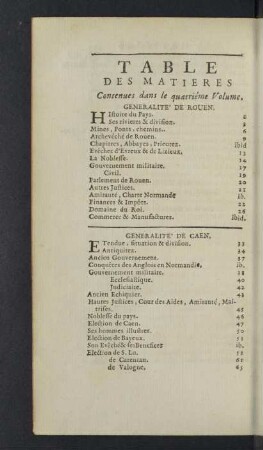 TABLE
DES MATIERES
Contenues dans le quatriéme Volume.
GENERALITE' DE ROUEN.
Histoire du Pays. 2
Ses rivieres & division. 5
Mines, Ponts, chemins. 6
Archevêché de Rouen. 9
Chapitres, Abbayes, Prieurez. Ibid
Evêchez d'Evreux & de Lizieux. 13
La Noblesse. 14
Gouvernement militaire. 17
Civil. 19
Parlement de Rouen. 20
Autres Justices. 21
Amirauté, Charte Normande ib.
Finances & Impôts. 22
Domaine du Roi. 26
Commerce & Manufactures. Ibid.
GENERALITE' DE CAEN.
Etendue, situation & division. 33
Antiquitez. 34
Ancien Gouvernement. 37
Conquêtes des Anglois en Normandie. ib.
Gouvernement militaire. 38
Ecclesiastique. 40
Judiciaire. 42
Ancien Echiquier. 43
Hautes Justices, Cour des Aides, Amirauté, Maî-
trises. 45
Noblesse du pays. 46
Election de Caen. 47
Ses hommes illustres. 50
Election de Bayeux. 51
Son Evêché & ses Benefices ib.
Election de S. Lo. 52
de Carentan. 61
de Valogne. 63